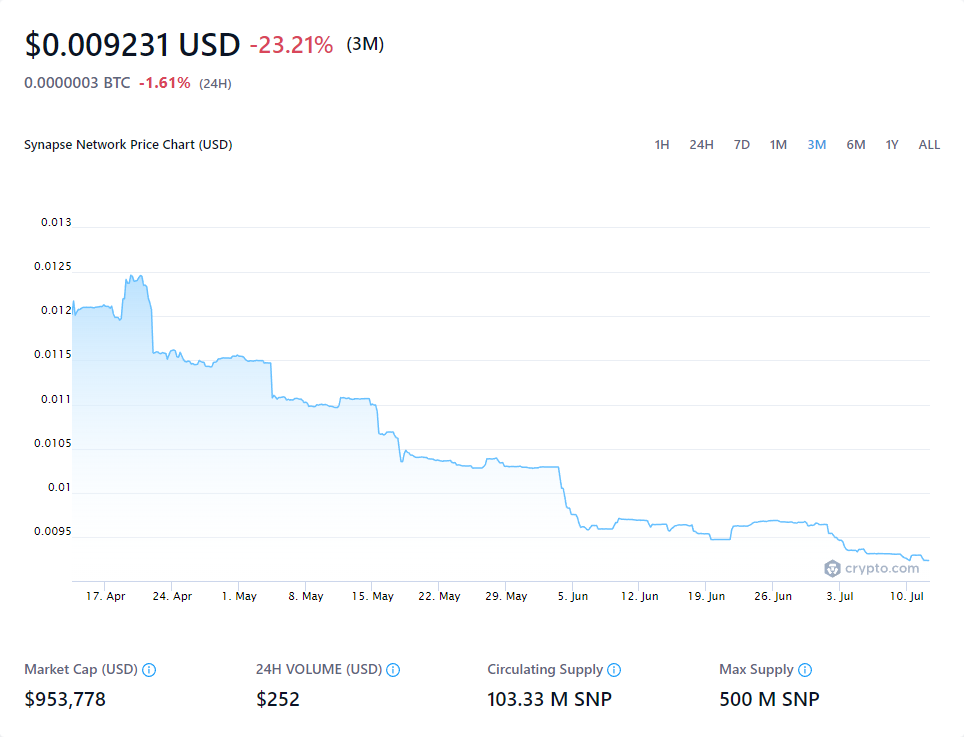 $0.009231 USD -23.21% (3M)
0.0000003 BTC -1.61% (24H)
Synapse Network Price Chart (USD) 1H 24H 7D 1M 3M 6M 1Y ALL
0.013
0.0125
0.012
0.0115
0.011
0.0105
0.01
0.0095
crypto.com
17. Apr 24. Apr 1. May 8. May 15. May 22. May 29. May 5. Jun 12. Jun 19. Jun 26. Jun 3. Jul 10. Jul
Market Cap (USD) 24H VOLUME (USD) Circulating Supply Max Supply
$953,778 $252 103.33 M SNP 500 M SNP